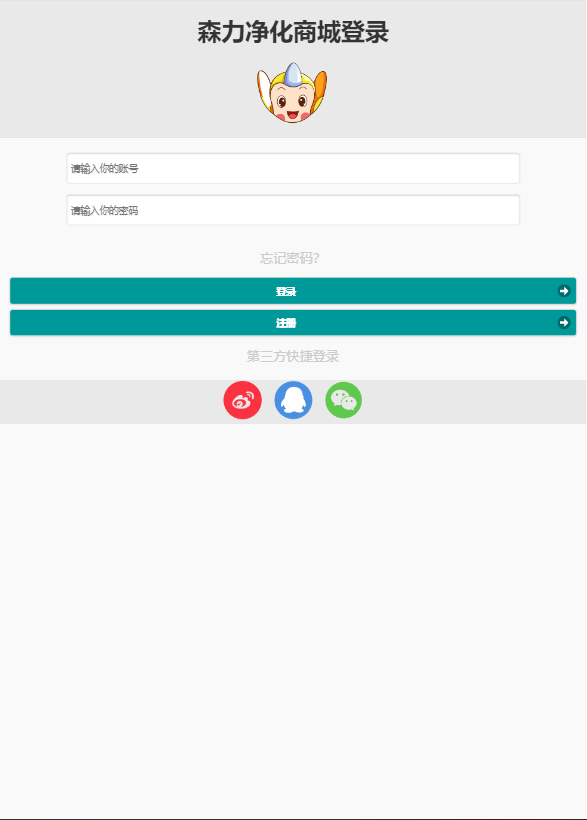 森力净化商城登录
请输入你的账号
请输入你的密码
忘记密码?
登录
注册
第三方快捷登录